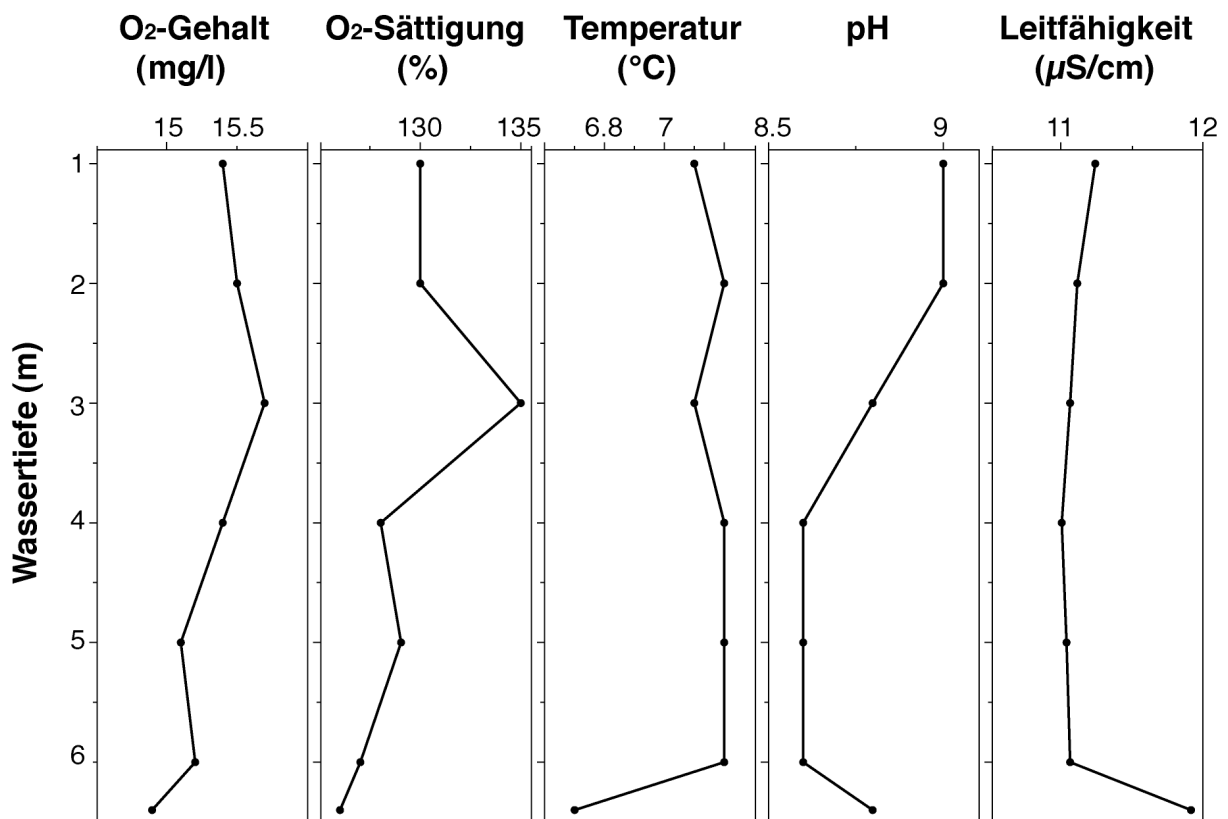 O2-Gehalt
(mg/l)
O2-Sättigung
(%)
Temperatur
(°C)
pH
Leitfähigkeit
(µS/cm)
15 15.5
130 135
6.8 7
8.5 9
11 12
Wassertiefe (m)
1
2
3
4
5
6